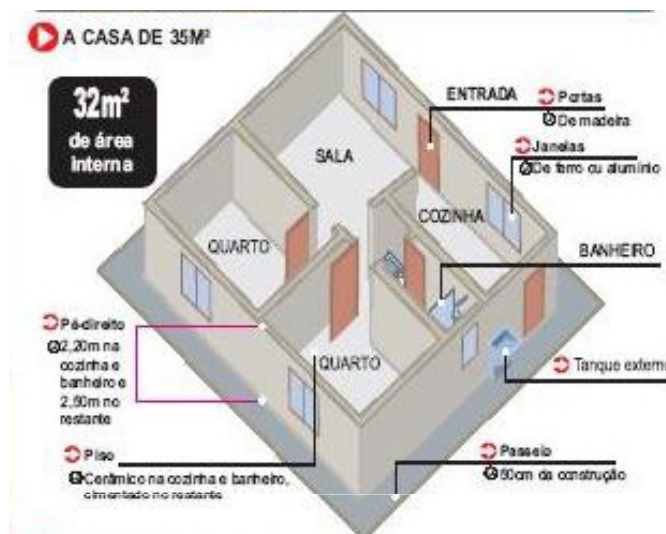 A CASA DE 35M²
32m²
de área
interna
ENTRADA
Portas
De madeira
Janelas
De ferro ou alumínio
SALA
COZINHA
BANHEIRO
QUARTO
Pé-direito
2,20m na
cozinha e
banheiro e
2,50m no
restante
QUARTO
Tanque externo
Piso
Cerâmico na cozinha e banheiro,
cimentado no restante
Passeio
50cm da construção